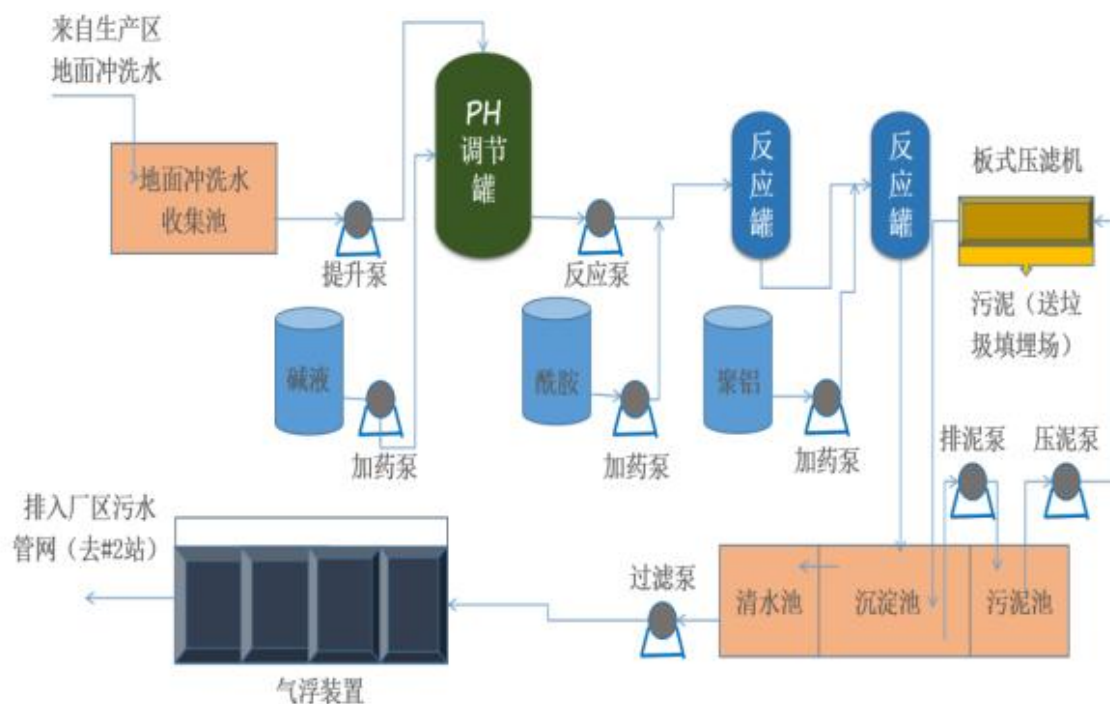 来自生产区
地面冲洗水
地面冲洗水
收集池
提升泵
PH
调节
罐
反应泵
反
应
罐
反
应
罐
板式压滤机
污泥（送垃
圾填埋场）
碱液
加药泵
酰胺
加药泵
聚铝
加药泵
排泥泵
压泥泵
排入厂区污水
管网（去#2站）
气浮装置
过滤泵
清水池
沉淀池
污泥池